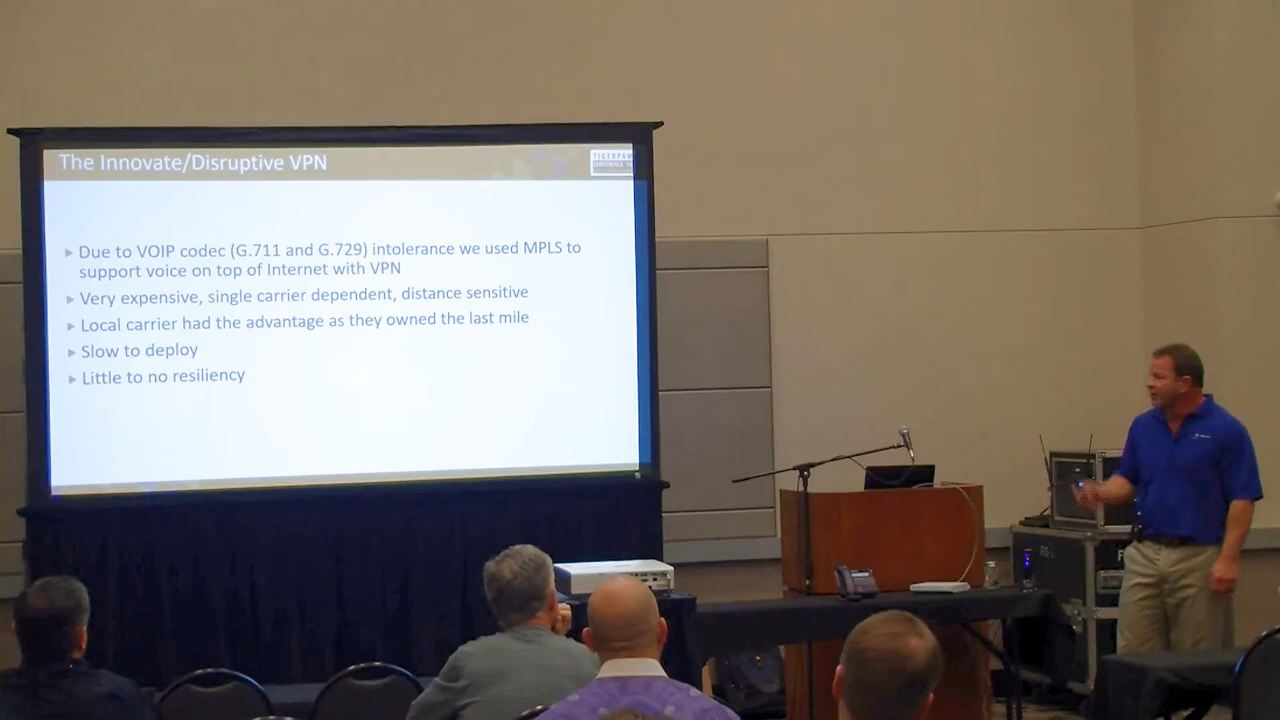 The Innovate/Disruptive VPN
TIGERPAW
CONFERENCE
Due to VOIP codec (G.711 and G.729) intolerance we used MPLS to
support voice on top of Internet with VPN
Very expensive, single carrier dependent, distance sensitive
Local carrier had the advantage as they owned the last mile
Slow to deploy
Little to no resiliency